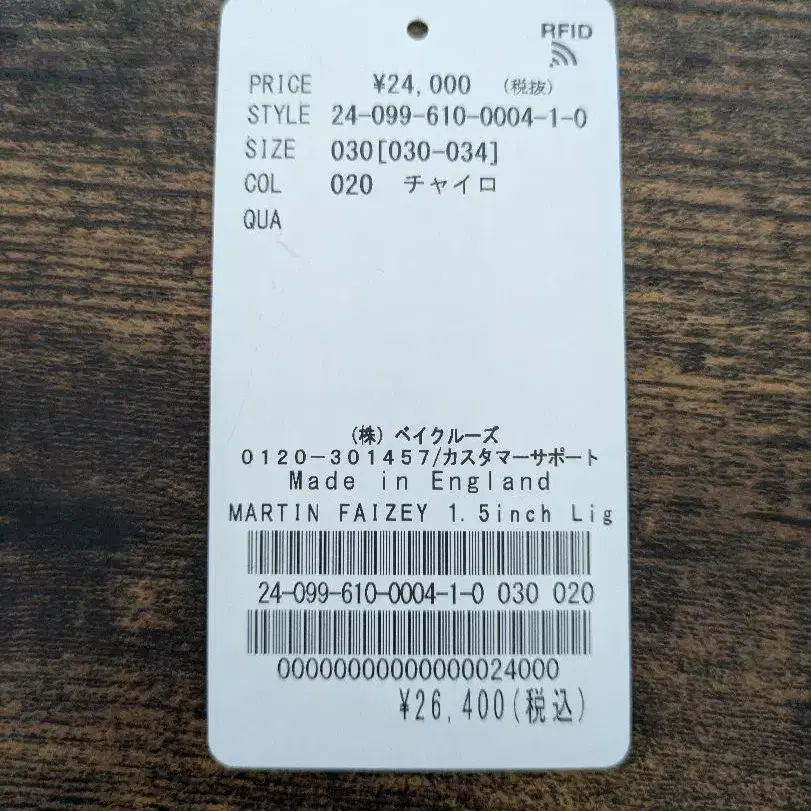 RFID
PRICE ¥24,000 (税抜)
STYLE 24-099-610-0004-1-0
SIZE 030[030-034]
COL 020 チャイロ
QUA
(株) ベイクルーズ
0120-301457/カスタマーサポート
Made in England
MARTIN FAIZEY 1.5inch Lig
24-099-610-0004-1-0 030 020
00000000000000024000
¥26,400(税込)